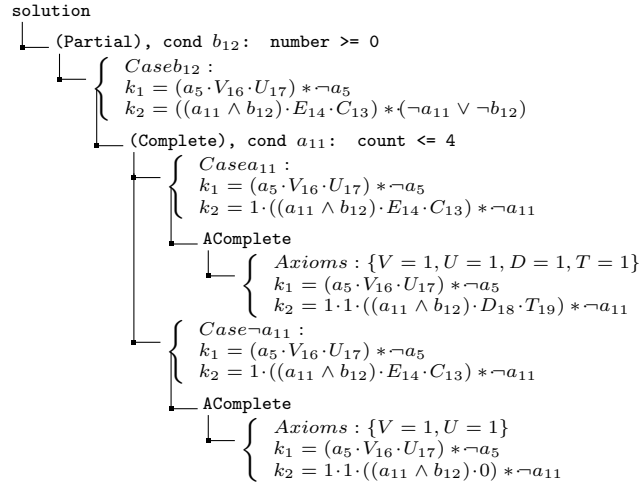 solution
(Partial), cond b₁₂: number >= 0
Caseb₁₂ :
k₁ = (a₅·V₁₆·U₁₇) ∗¬a₅
k₂ = ((a₁₁ ∧ b₁₂)·E₁₄·C₁₃) ∗(¬a₁₁ ∨ ¬b₁₂)
(Complete), cond a₁₁: count <= 4
Casea₁₁ :
k₁ = (a₅·V₁₆·U₁₇) ∗¬a₅
k₂ = 1·((a₁₁ ∧ b₁₂)·E₁₄·C₁₃) ∗¬a₁₁
AComplete
Axioms : {V = 1, U = 1, D = 1, T = 1}
k₁ = (a₅·V₁₆·U₁₇) ∗¬a₅
k₂ = 1·1·((a₁₁ ∧ b₁₂)·D₁₈·T₁₉) ∗¬a₁₁
Case¬a₁₁ :
k₁ = (a₅·V₁₆·U₁₇) ∗¬a₅
k₂ = 1·((a₁₁ ∧ b₁₂)·E₁₄·C₁₃) ∗¬a₁₁
AComplete
Axioms : {V = 1, U = 1}
k₁ = (a₅·V₁₆·U₁₇) ∗¬a₅
k₂ = 1·1·((a₁₁ ∧ b₁₂)·0) ∗¬a₁₁